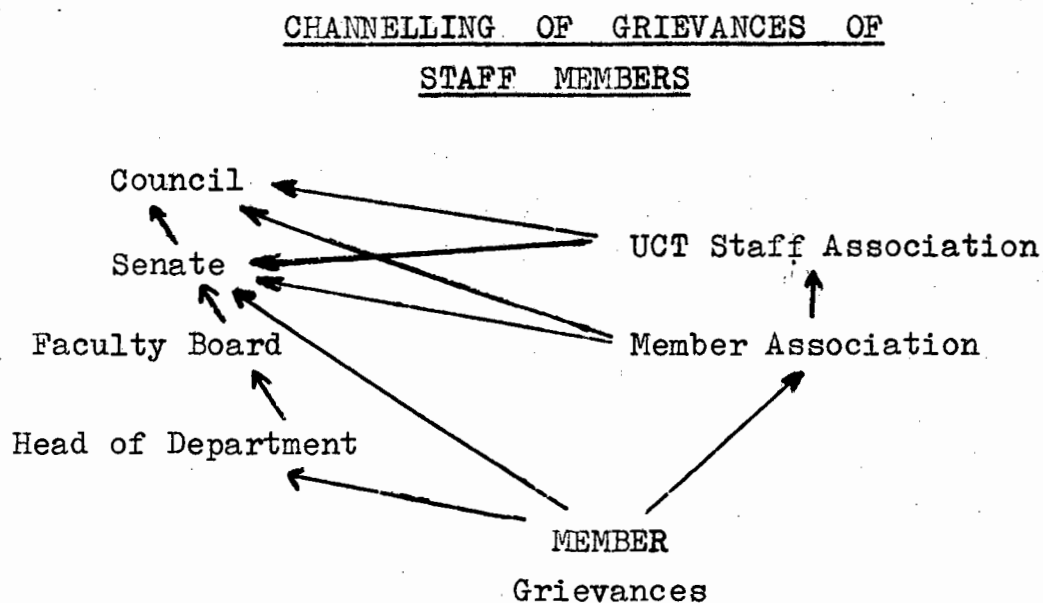 CHANNELLING OF GRIEVANCES OF
STAFF MEMBERS
Council
UCT Staff Association
Senate
Faculty Board
Member Association
Head of Department
MEMBER
Grievances